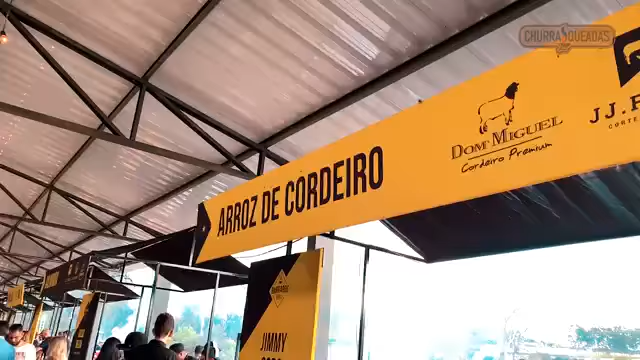 CHURRASQUEADAS
DOM MIGUEL
Cordeiro Premium
JJ.
ARROZ DE CORDEIRO
JIMMY